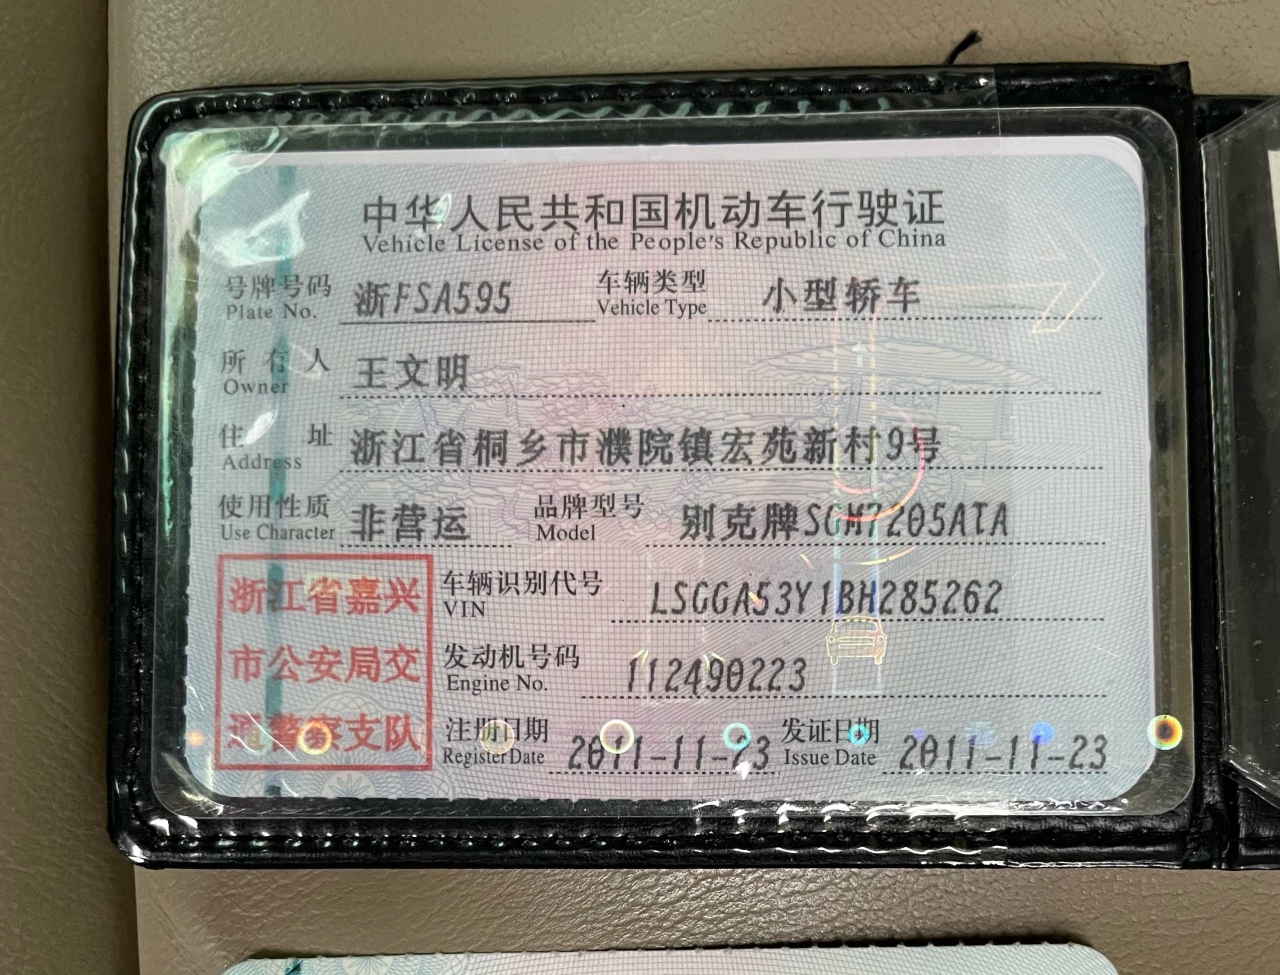 中华人民共和国机动车行驶证
Vehicle License of the People's Republic of China
号牌号码 浙FSA595 车辆类型 小型轿车
Plate No. Vehicle Type
所有人 王文明
Owner
住址 浙江省桐乡市濮院镇宏苑新村9号
Address
使用性质 非营运 品牌型号 别克牌SGM7205ATA
Use Character Model
浙江省嘉兴
市公安局交
通警察支队
车辆识别代号 LSGGA53Y1BH285262
VIN
发动机号码 112490223
Engine No.
注册日期 2011-11-23 发证日期 2011-11-23
Register Date Issue Date